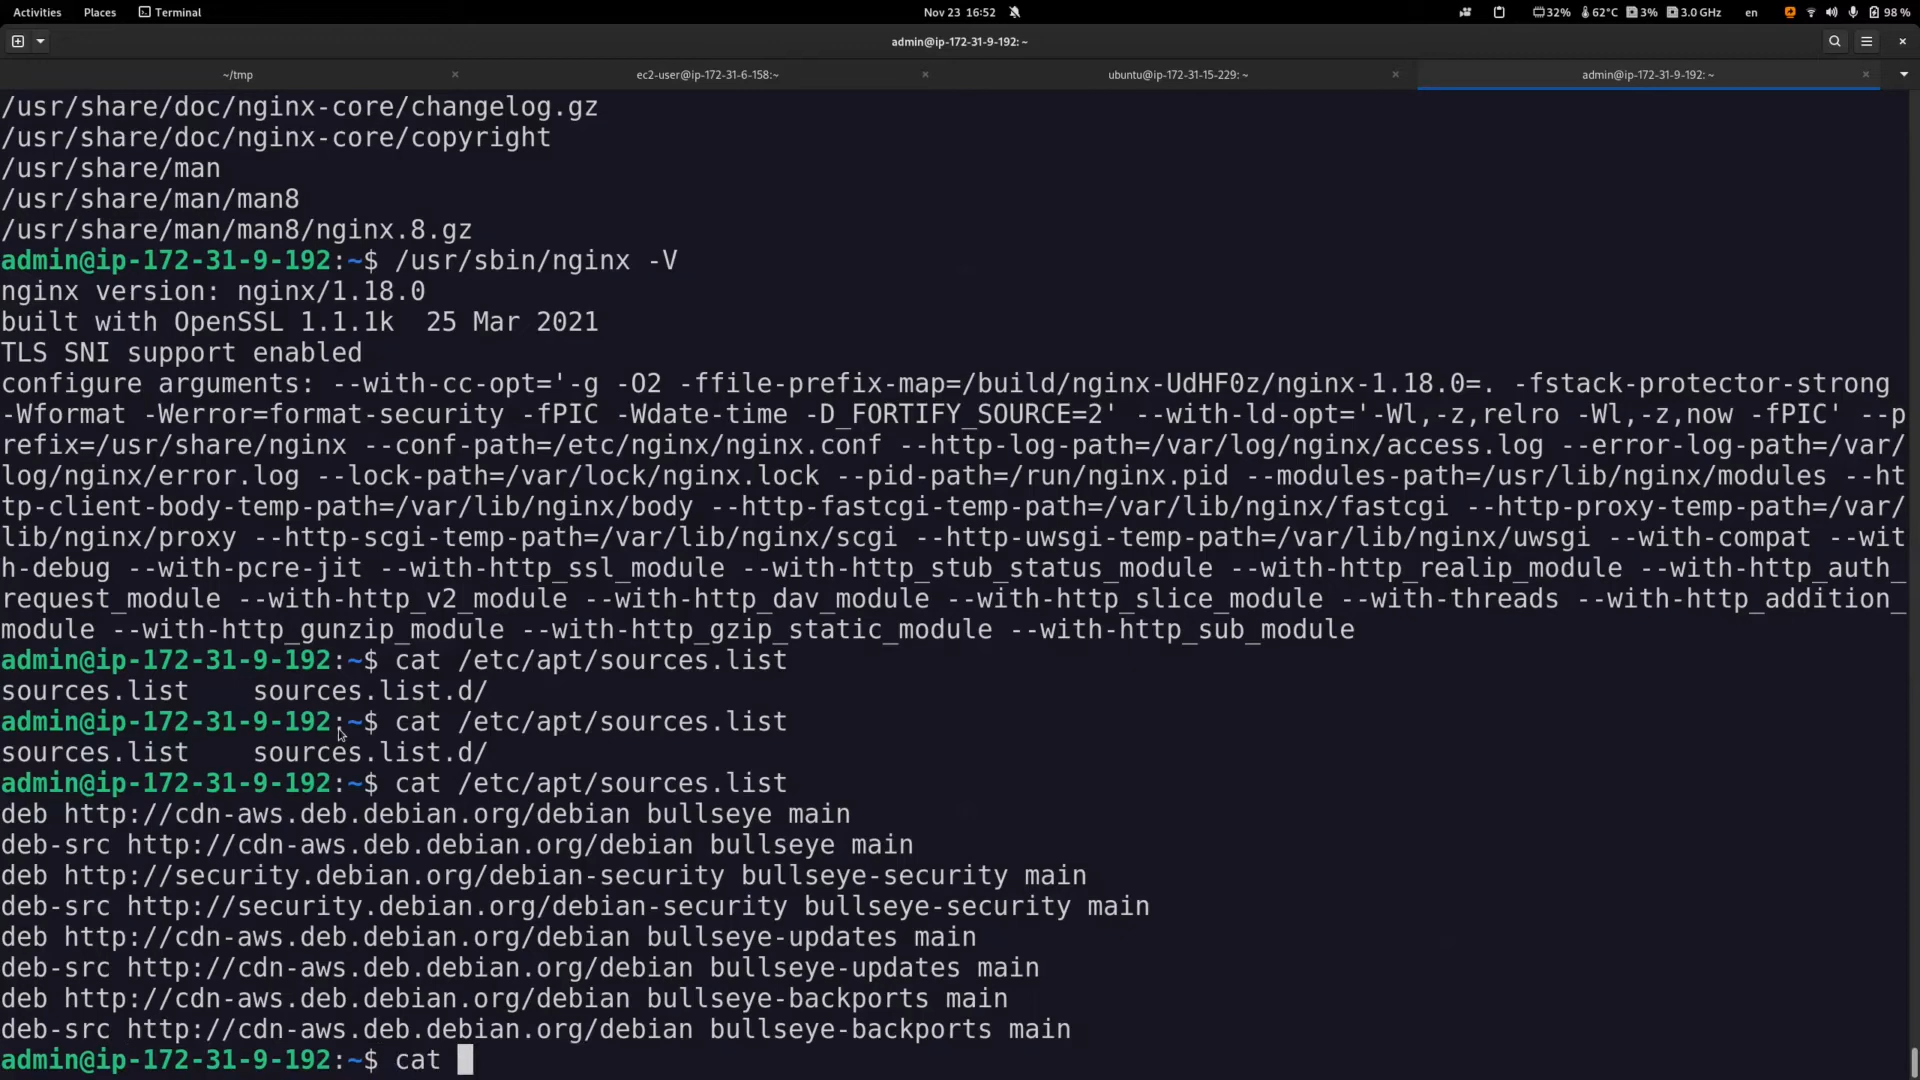 Activities Places Terminal Nov 23 16:52 32% 62°C 3% 3.0 GHz en 98 %
admin@ip-172-31-9-192: ~
~/tmp ec2-user@ip-172-31-6-158:~ ubuntu@ip-172-31-15-229: ~ admin@ip-172-31-9-192: ~
/usr/share/doc/nginx-core/changelog.gz
/usr/share/doc/nginx-core/copyright
/usr/share/man
/usr/share/man/man8
/usr/share/man/man8/nginx.8.gz
admin@ip-172-31-9-192:~$ /usr/sbin/nginx -V
nginx version: nginx/1.18.0
built with OpenSSL 1.1.1k  25 Mar 2021
TLS SNI support enabled
configure arguments: --with-cc-opt='-g -O2 -ffile-prefix-map=/build/nginx-UdHF0z/nginx-1.18.0=. -fstack-protector-strong
-Wformat -Werror=format-security -fPIC -Wdate-time -D_FORTIFY_SOURCE=2' --with-ld-opt='-Wl,-z,relro -Wl,-z,now -fPIC' --p
refix=/usr/share/nginx --conf-path=/etc/nginx/nginx.conf --http-log-path=/var/log/nginx/access.log --error-log-path=/var/
log/nginx/error.log --lock-path=/var/lock/nginx.lock --pid-path=/run/nginx.pid --modules-path=/usr/lib/nginx/modules --ht
tp-client-body-temp-path=/var/lib/nginx/body --http-fastcgi-temp-path=/var/lib/nginx/fastcgi --http-proxy-temp-path=/var/
lib/nginx/proxy --http-scgi-temp-path=/var/lib/nginx/scgi --http-uwsgi-temp-path=/var/lib/nginx/uwsgi --with-compat --wit
h-debug --with-pcre-jit --with-http_ssl_module --with-http_stub_status_module --with-http_realip_module --with-http_auth_
request_module --with-http_v2_module --with-http_dav_module --with-http_slice_module --with-threads --with-http_addition_
module --with-http_gunzip_module --with-http_gzip_static_module --with-http_sub_module
admin@ip-172-31-9-192:~$ cat /etc/apt/sources.list
sources.list    sources.list.d/
admin@ip-172-31-9-192:~$ cat /etc/apt/sources.list
sources.list    sources.list.d/
admin@ip-172-31-9-192:~$ cat /etc/apt/sources.list
deb http://cdn-aws.deb.debian.org/debian bullseye main
deb-src http://cdn-aws.deb.debian.org/debian bullseye main
deb http://security.debian.org/debian-security bullseye-security main
deb-src http://security.debian.org/debian-security bullseye-security main
deb http://cdn-aws.deb.debian.org/debian bullseye-updates main
deb-src http://cdn-aws.deb.debian.org/debian bullseye-updates main
deb http://cdn-aws.deb.debian.org/debian bullseye-backports main
deb-src http://cdn-aws.deb.debian.org/debian bullseye-backports main
admin@ip-172-31-9-192:~$ cat